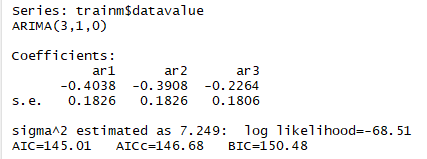 Series: trainm$datavalue
ARIMA(3,1,0)
Coefficients:
ar1 ar2 ar3
-0.4038 -0.3908 -0.2264
s.e. 0.1826 0.1826 0.1806
sigma^2 estimated as 7.249: log likelihood=-68.51
AIC=145.01 AICc=146.68 BIC=150.48